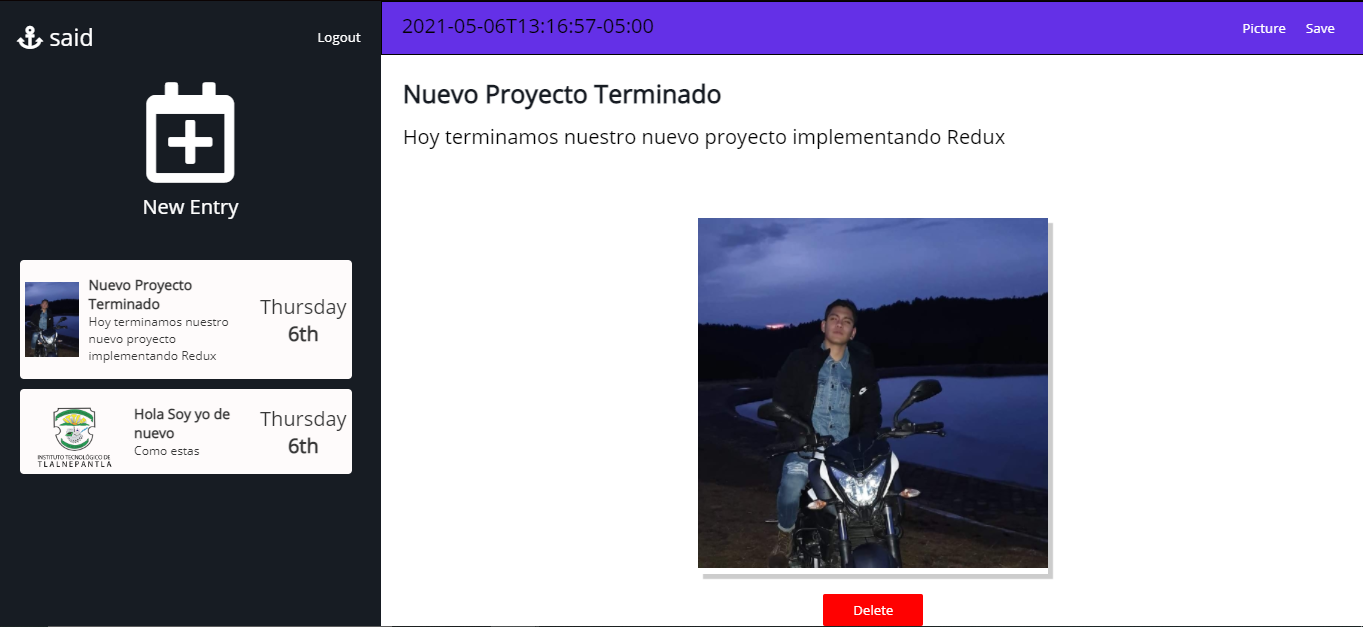 said
Logout
New Entry
Nuevo Proyecto
Terminado
Hoy terminamos nuestro
nuevo proyecto
implementando Redux
Thursday
6th
INSTITUTO TECNOLÓGICO DE
TLALNEPANTLA
Hola Soy yo de
nuevo
Como estas
Thursday
6th
2021-05-06T13:16:57-05:00
Picture
Save
Nuevo Proyecto Terminado
Hoy terminamos nuestro nuevo proyecto implementando Redux
Delete